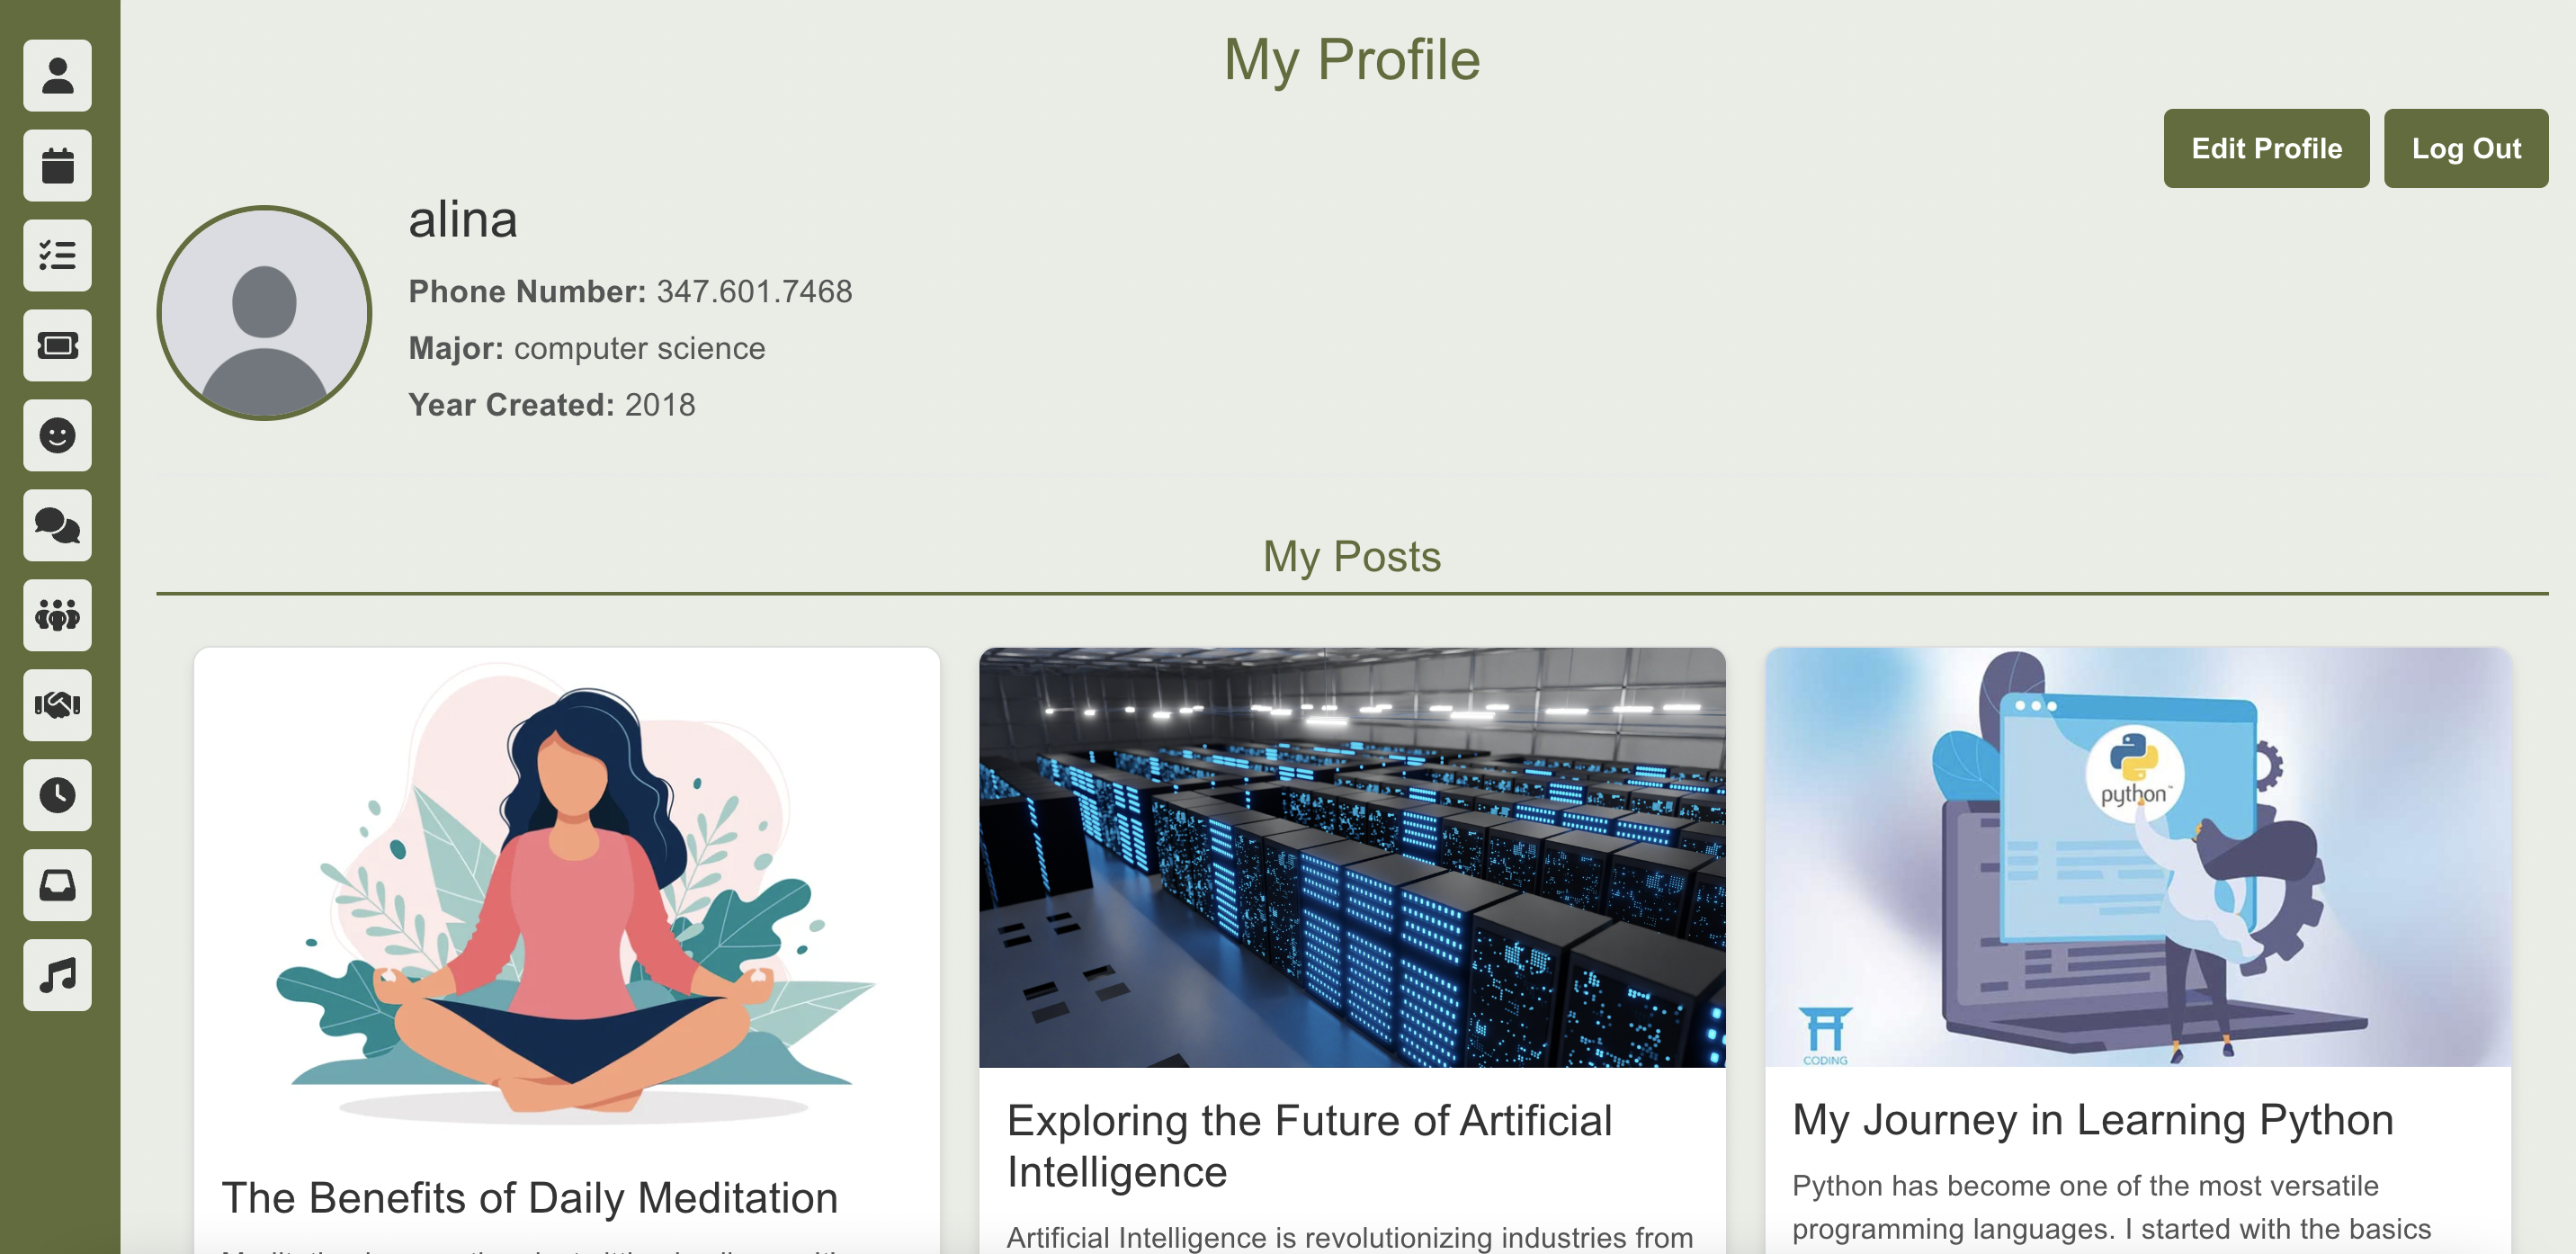 My Profile
Edit Profile
Log Out
alina
Phone Number: 347.601.7468
Major: computer science
Year Created: 2018
My Posts
The Benefits of Daily Meditation
Exploring the Future of Artificial
Intelligence
Artificial Intelligence is revolutionizing industries from
python™
CODING
My Journey in Learning Python
Python has become one of the most versatile
programming languages. I started with the basics